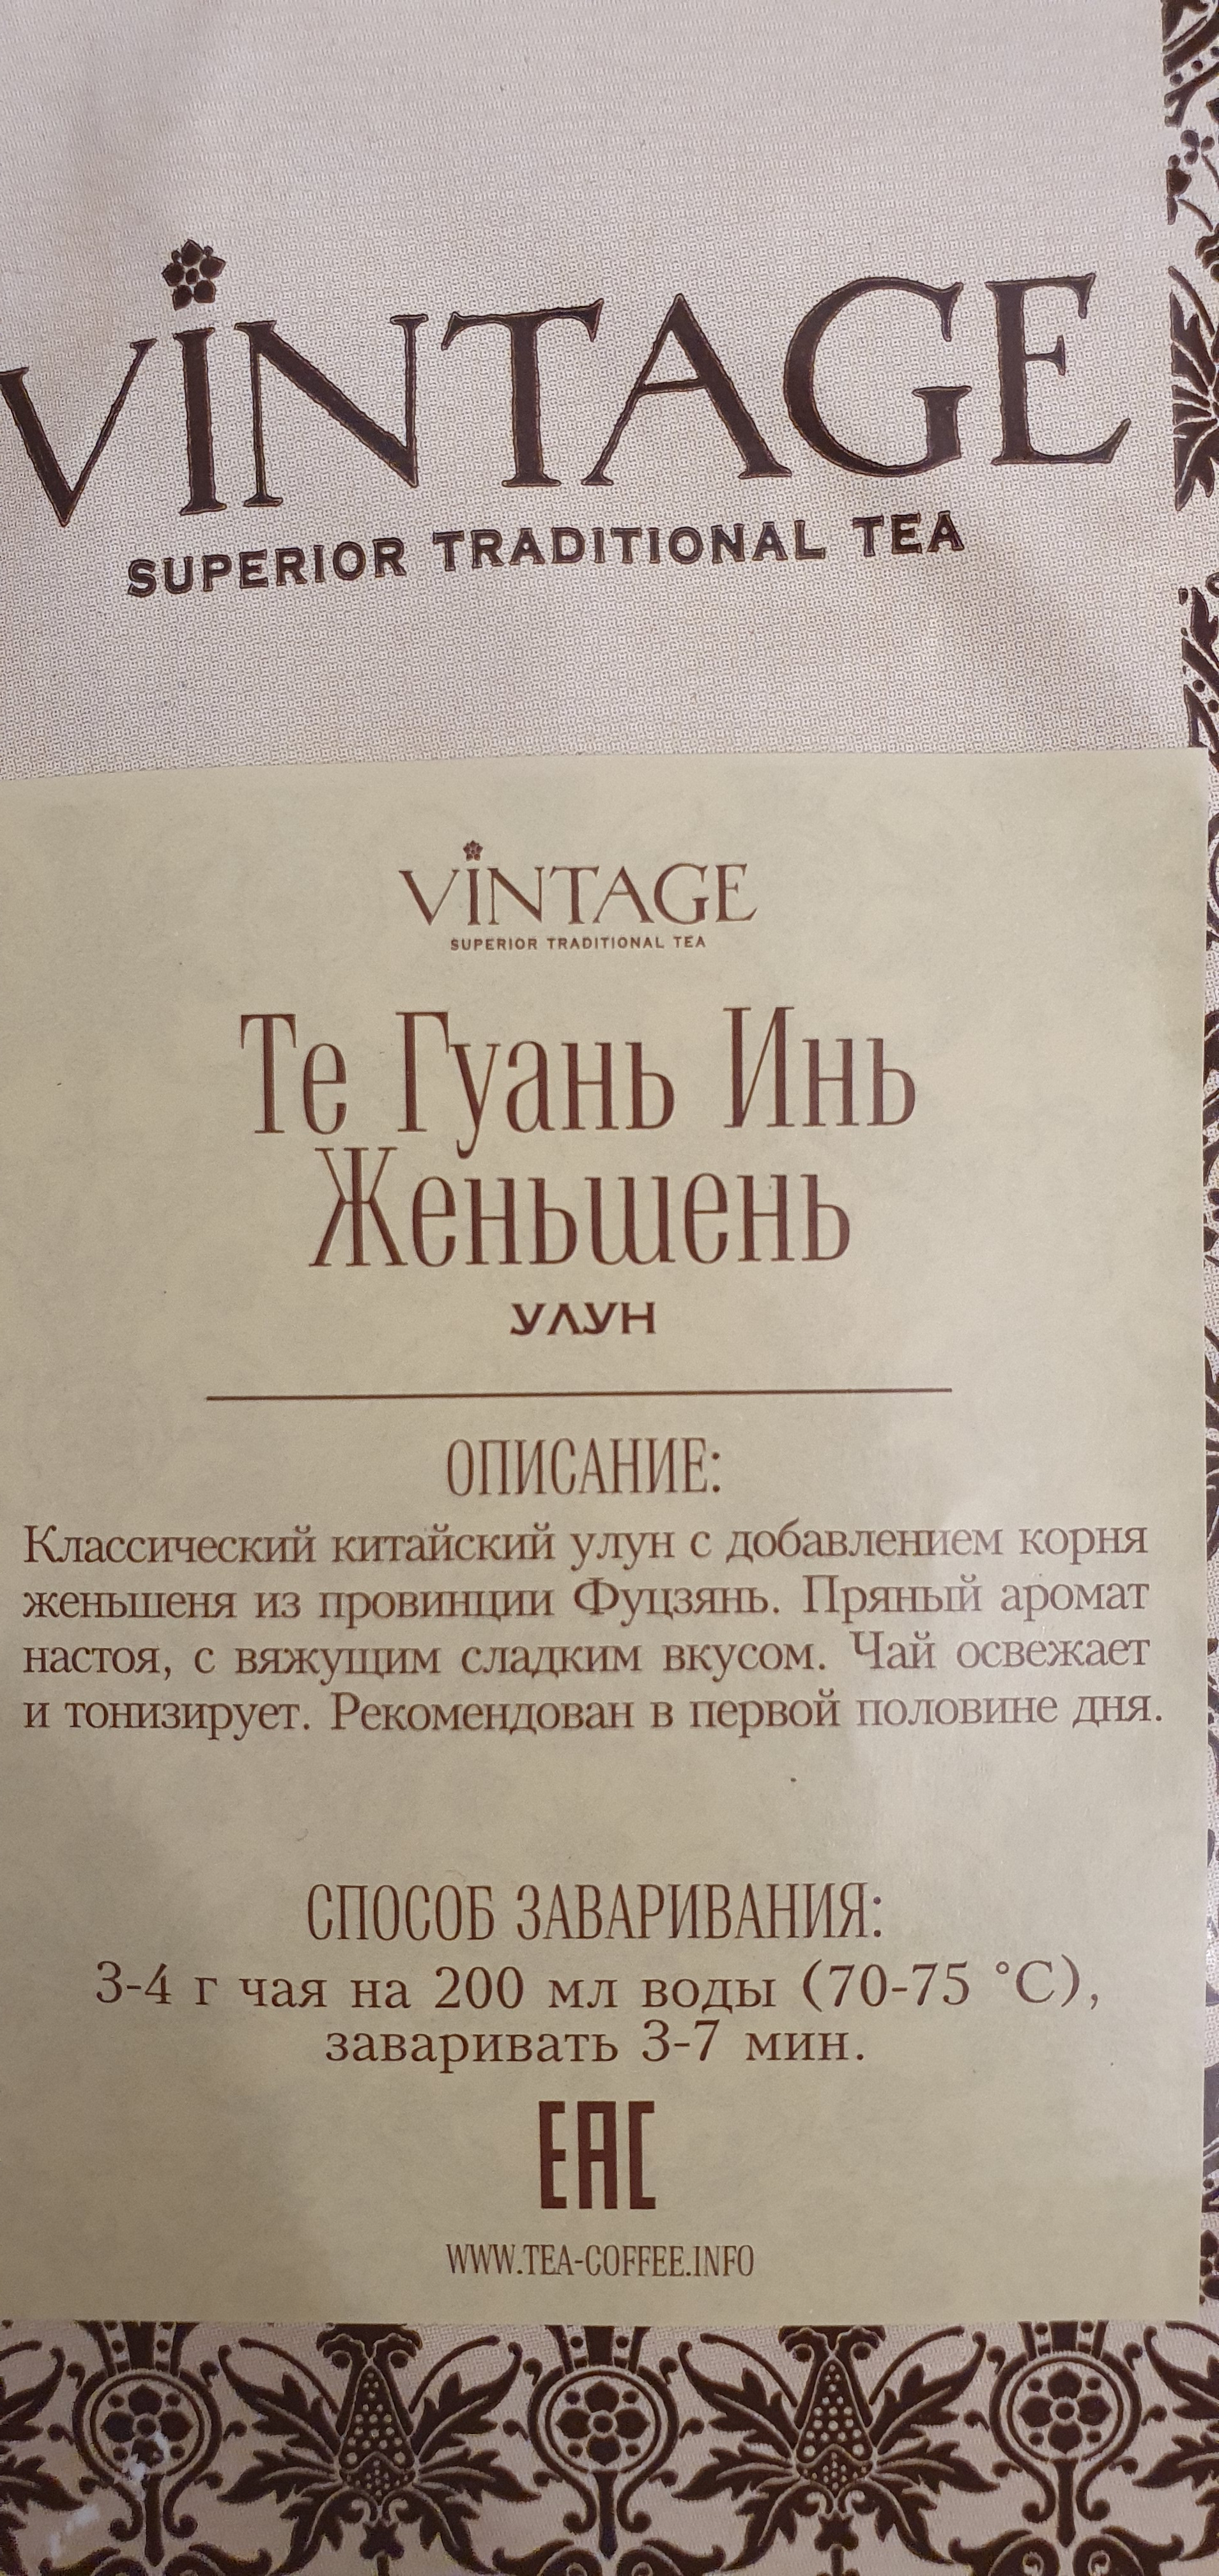 VINTAGE
SUPERIOR TRADITIONAL TEA
VINTAGE
SUPERIOR TRADITIONAL TEA
Те Гуань Инь
Женьшень
УЛУН
ОПИСАНИЕ:
Классический китайский улун с добавлением корня
женьшеня из провинции Фуцзянь. Пряный аромат
настоя, с вяжущим сладким вкусом. Чай освежает
и тонизирует. Рекомендован в первой половине дня.
СПОСОБ ЗАВАРИВАНИЯ:
3-4 г чая на 200 мл воды (70-75 °C),
заваривать 3-7 мин.
EAC
WWW.TEA-COFFEE.INFO